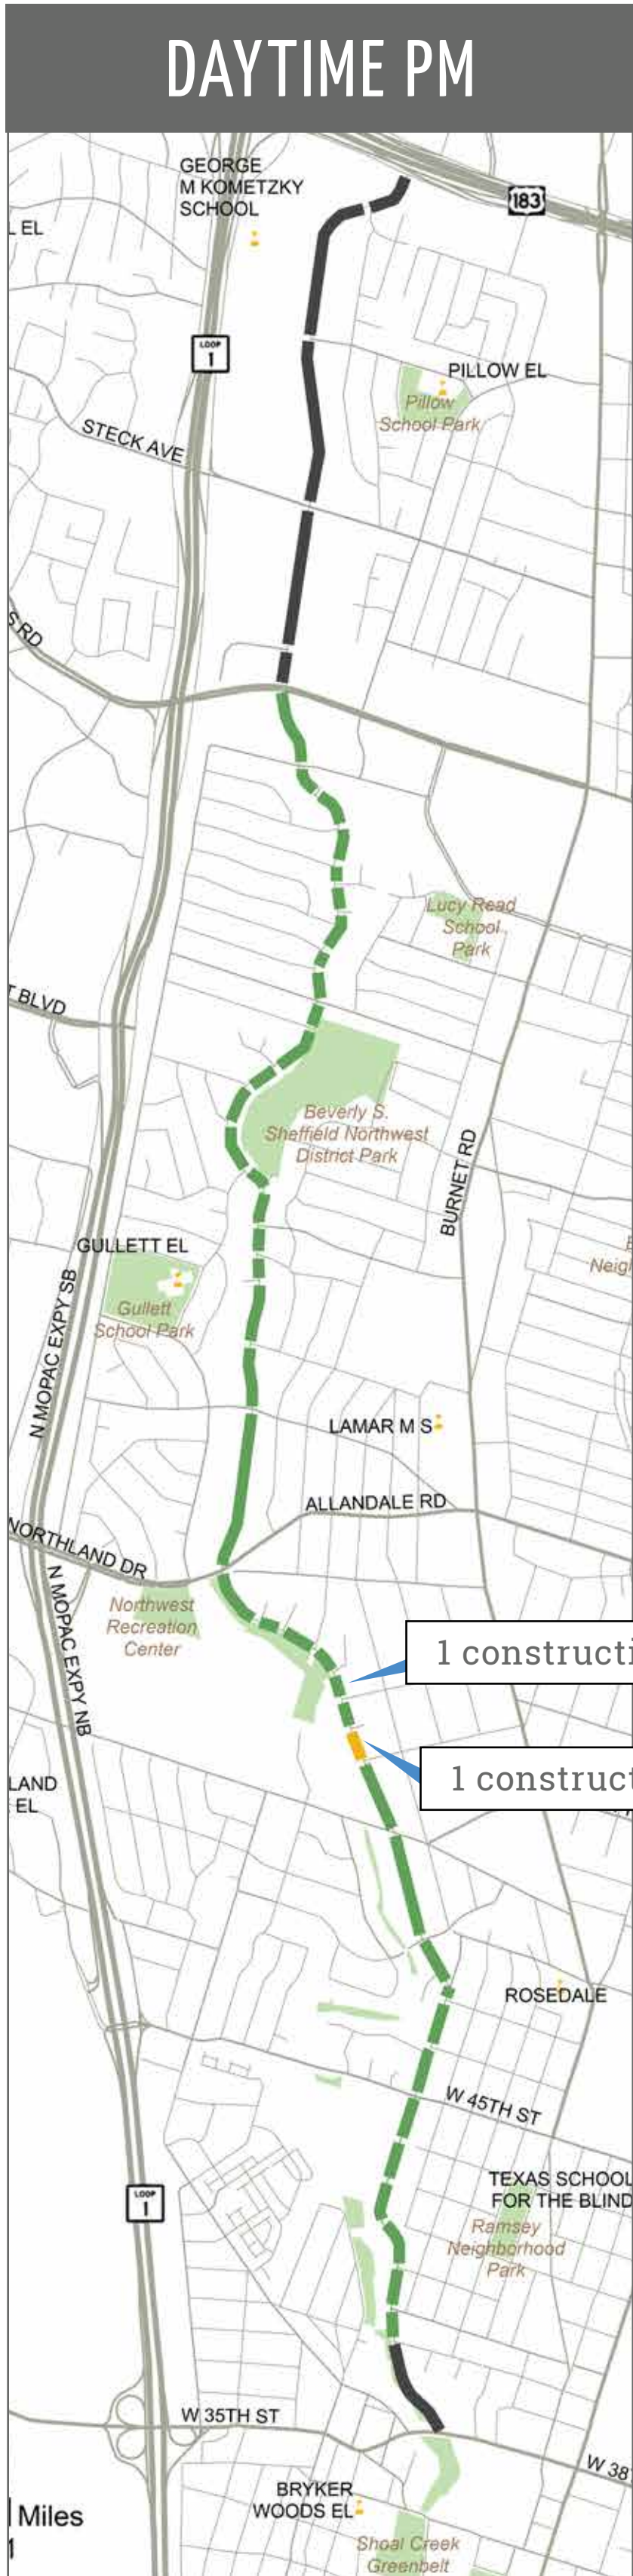 DAYTIME PM
GEORGE
M KOMETZKY
SCHOOL
183
L EL
LOOP
1
PILLOW EL
Pillow
School Park
STECK AVE
S RD
Lucy Read
School
Park
T BLVD
Beverly S.
Sheffield Northwest
District Park
BURNET RD
GULLETT EL
Neigl
Gullett
School Park
N MOPAC EXPY SB
LAMAR M S
ALLANDALE RD
NORTHLAND DR
N MOPAC EXPY NB
Northwest
Recreation
Center
1 constructi
1 construct
LAND
EL
ROSEDALE
W 45TH ST
TEXAS SCHOOL
FOR THE BLIND
LOOP
1
Ramsey
Neighborhood
Park
W 35TH ST
W 38
BRYKER
WOODS EL
Miles
1
Shoal Creek
Greenbelt